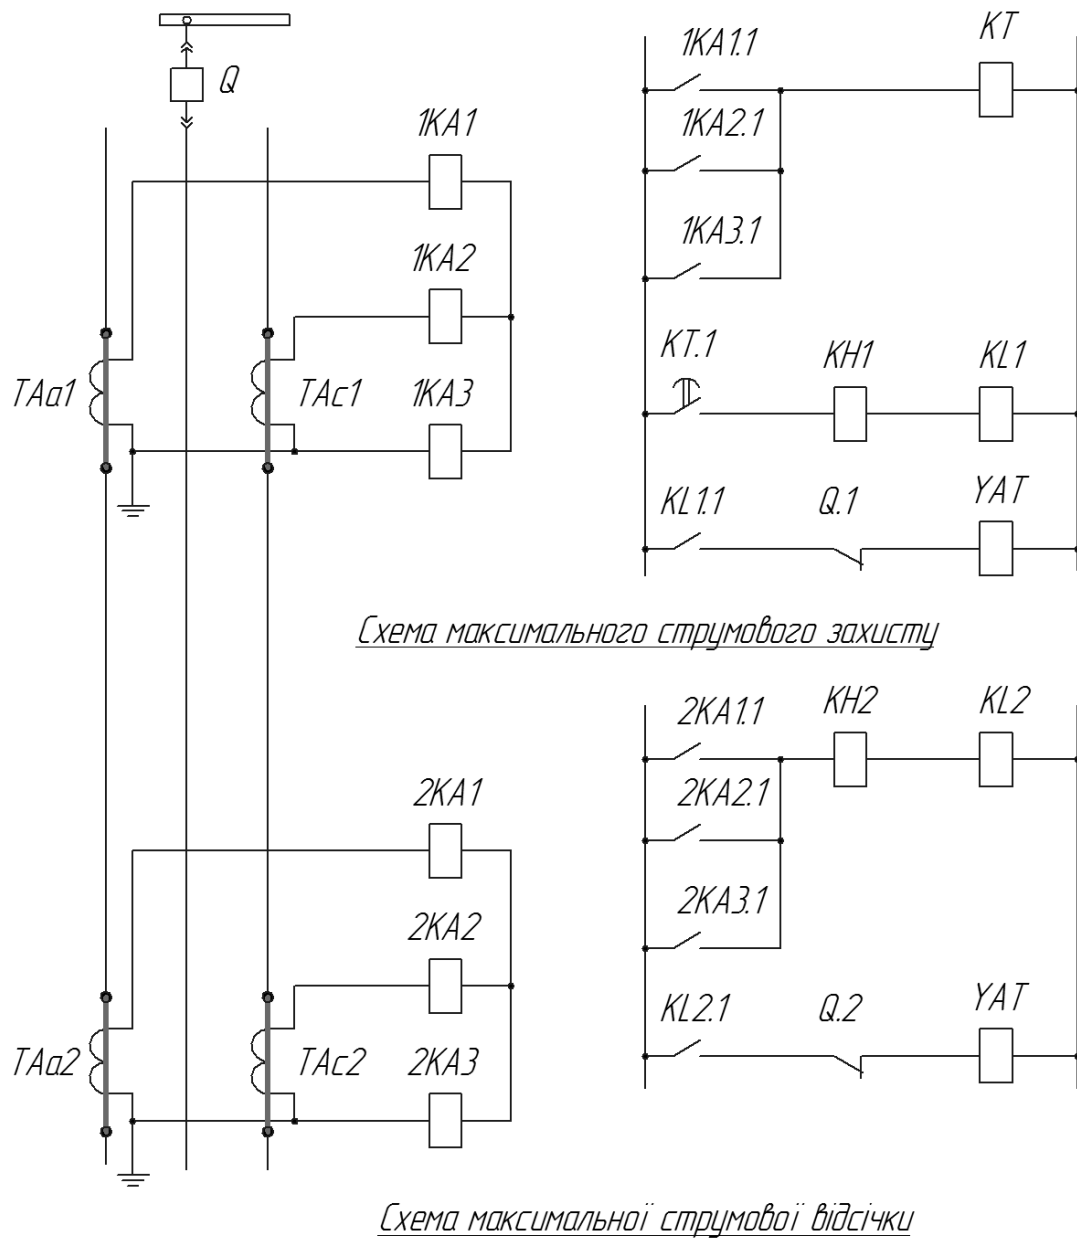 Q
1KA1
1KA2
1KA3
TAa1
TAc1
1KA1.1
KT
1KA2.1
1KA3.1
KT.1
KH1
KL1
KL1.1
Q.1
YAT
Схема максимального струмового захисту
2KA1
2KA2
2KA3
TAa2
TAc2
2KA1.1
KH2
KL2
2KA2.1
2KA3.1
KL2.1
Q.2
YAT
Схема максимальної струмової відсічки